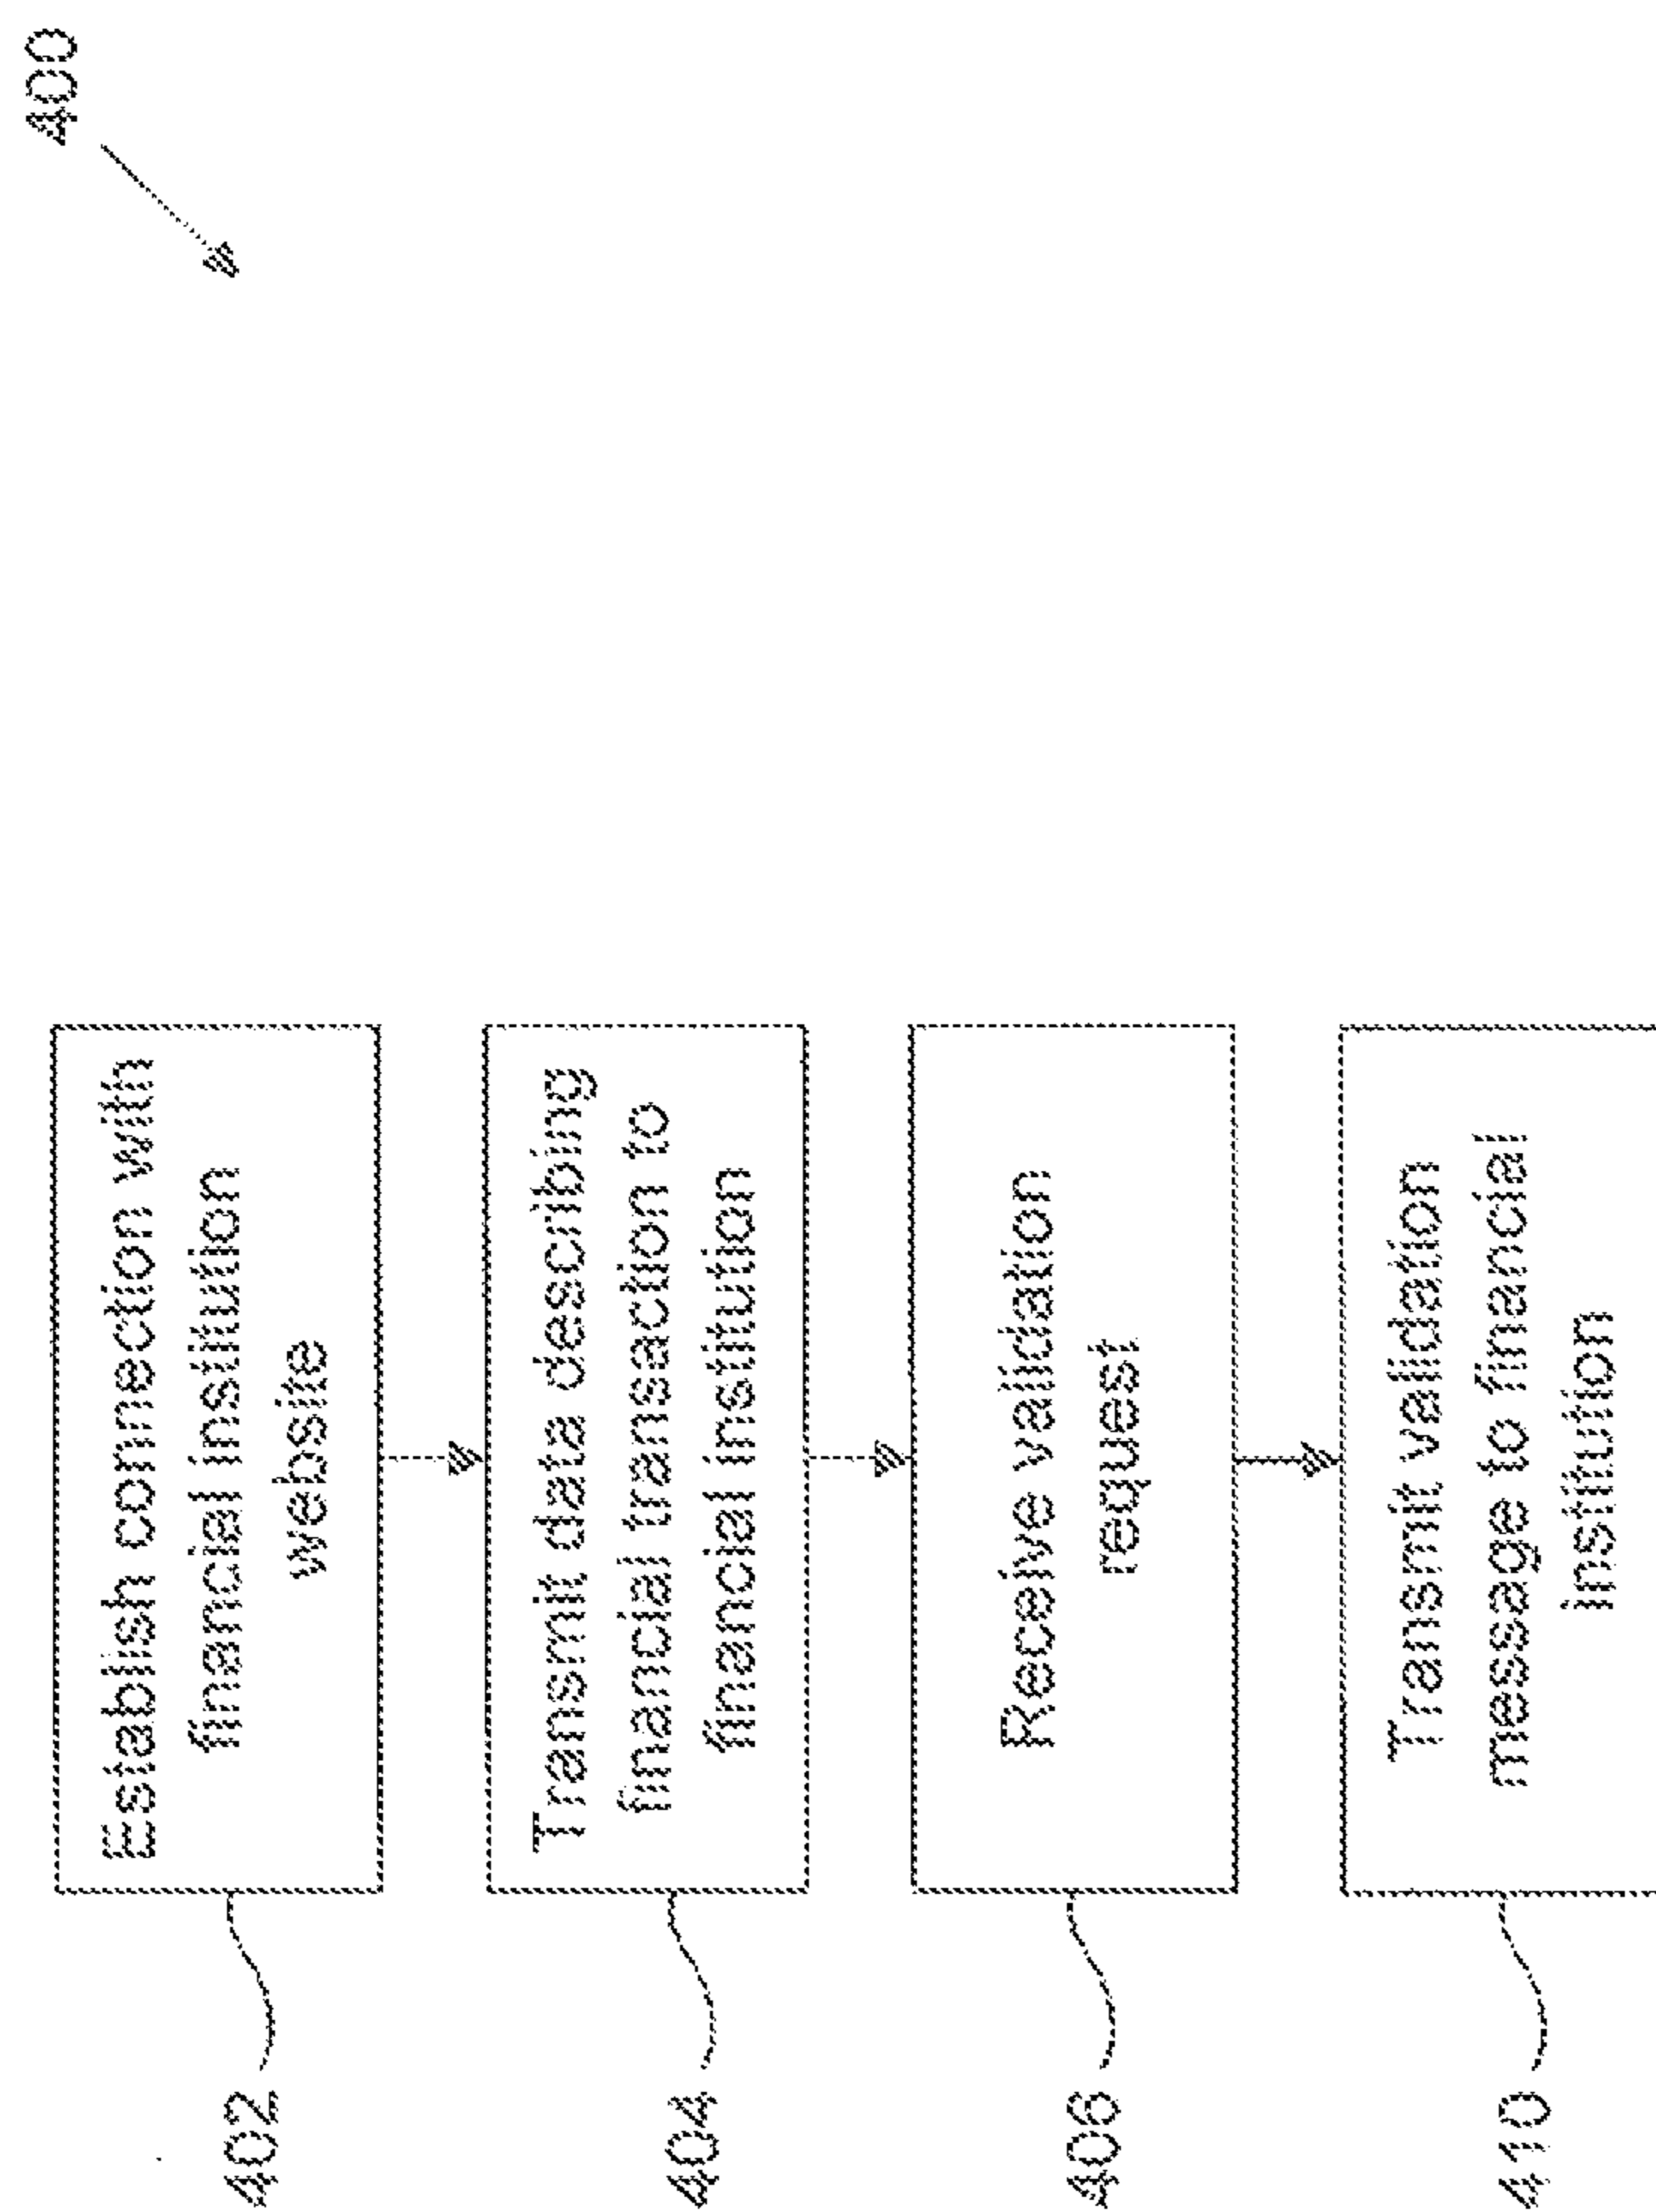 400
402
Establish connection with
financial institution
website
404
Transmit data describing
financial transaction to
financial institution
406
Receive validation
request
410
Transmit validation
message to financial
institution